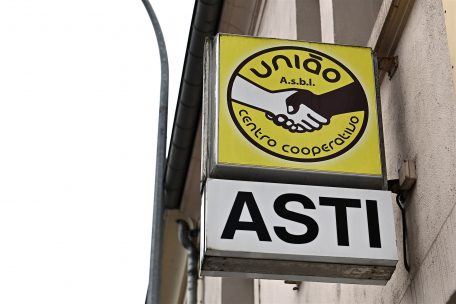 união
A.s.b.l.
centro cooperativo
ASTI